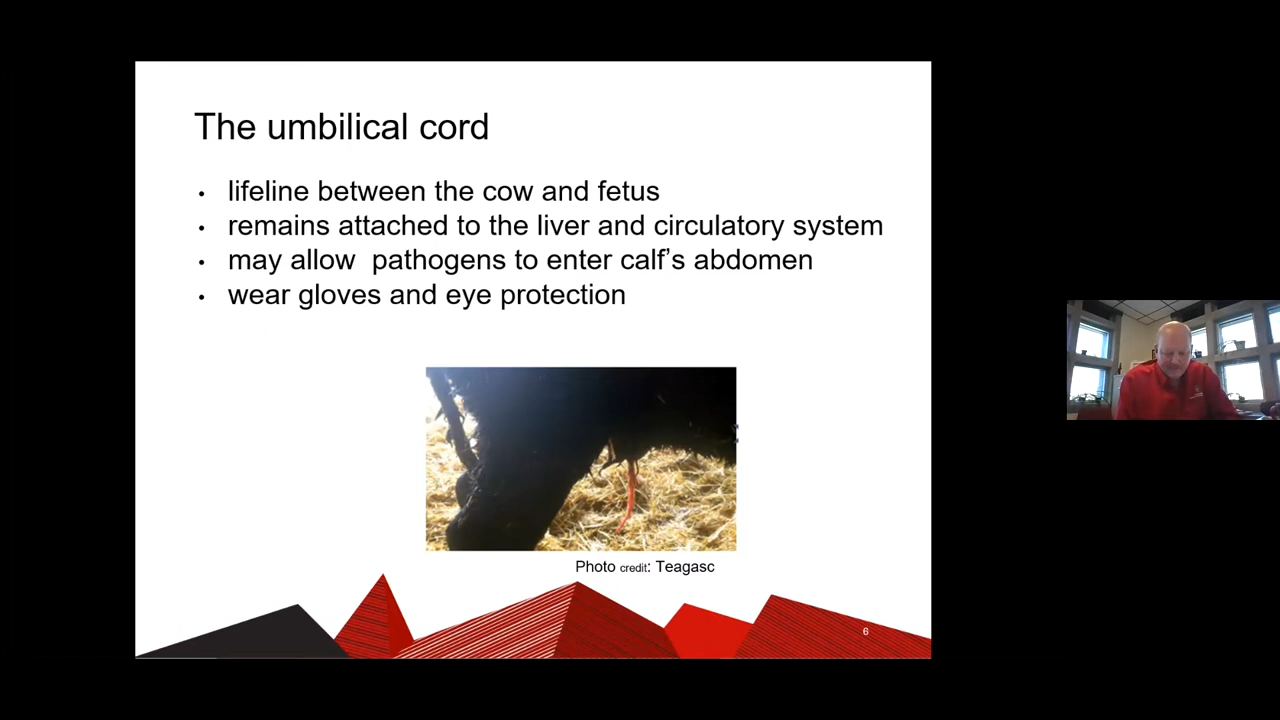 The umbilical cord
• lifeline between the cow and fetus
• remains attached to the liver and circulatory system
• may allow  pathogens to enter calf’s abdomen
• wear gloves and eye protection
Photo credit: Teagasc
6